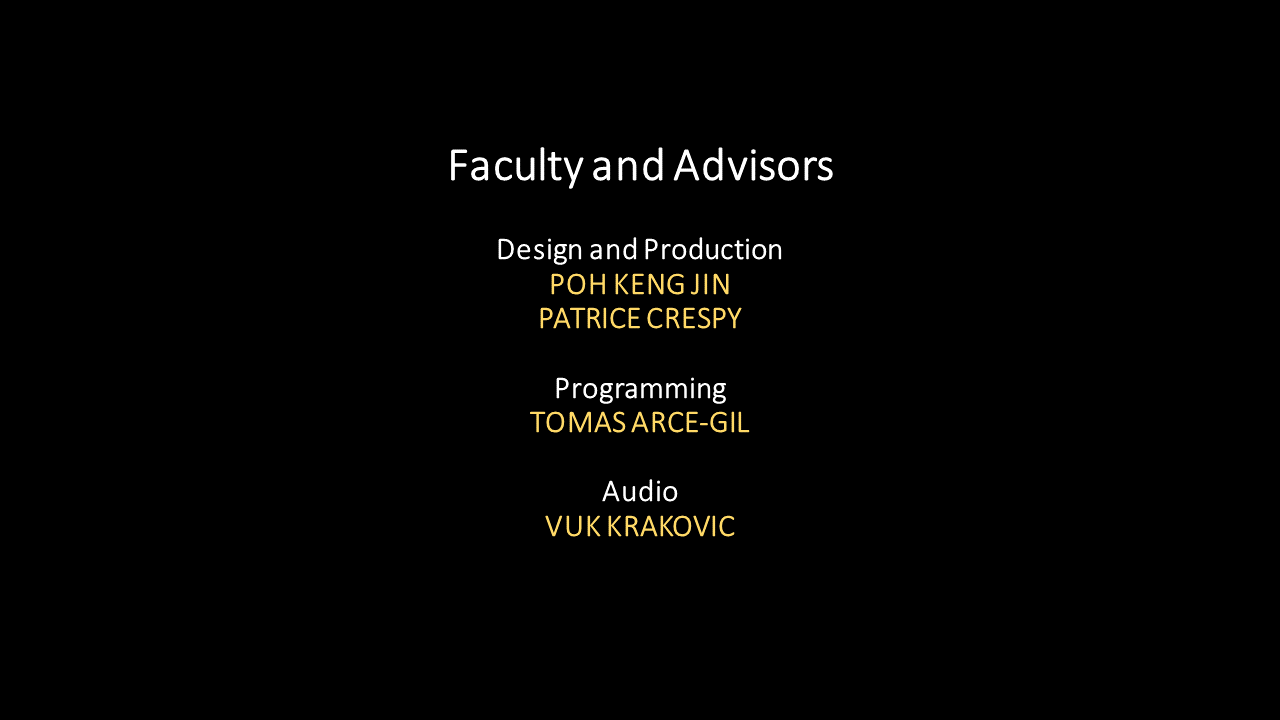 Faculty and Advisors
Design and Production
POH KENG JIN
PATRICE CRESPY
Programming
TOMAS ARCE-GIL
Audio
VUK KRAKOVIC